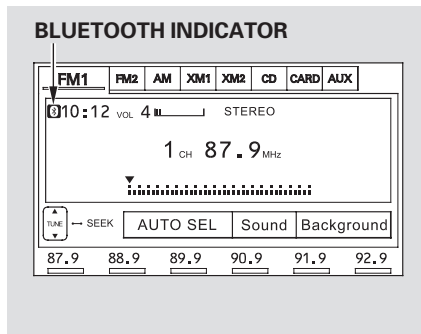 BLUETOOTH INDICATOR
FM1 FM2 AM XM1 XM2 CD CARD AUX
10:12 VOL 4 STEREO
1 CH 87.9 MHz
TUNE SEEK AUTO SEL Sound Background
87.9 88.9 89.9 90.9 91.9 92.9